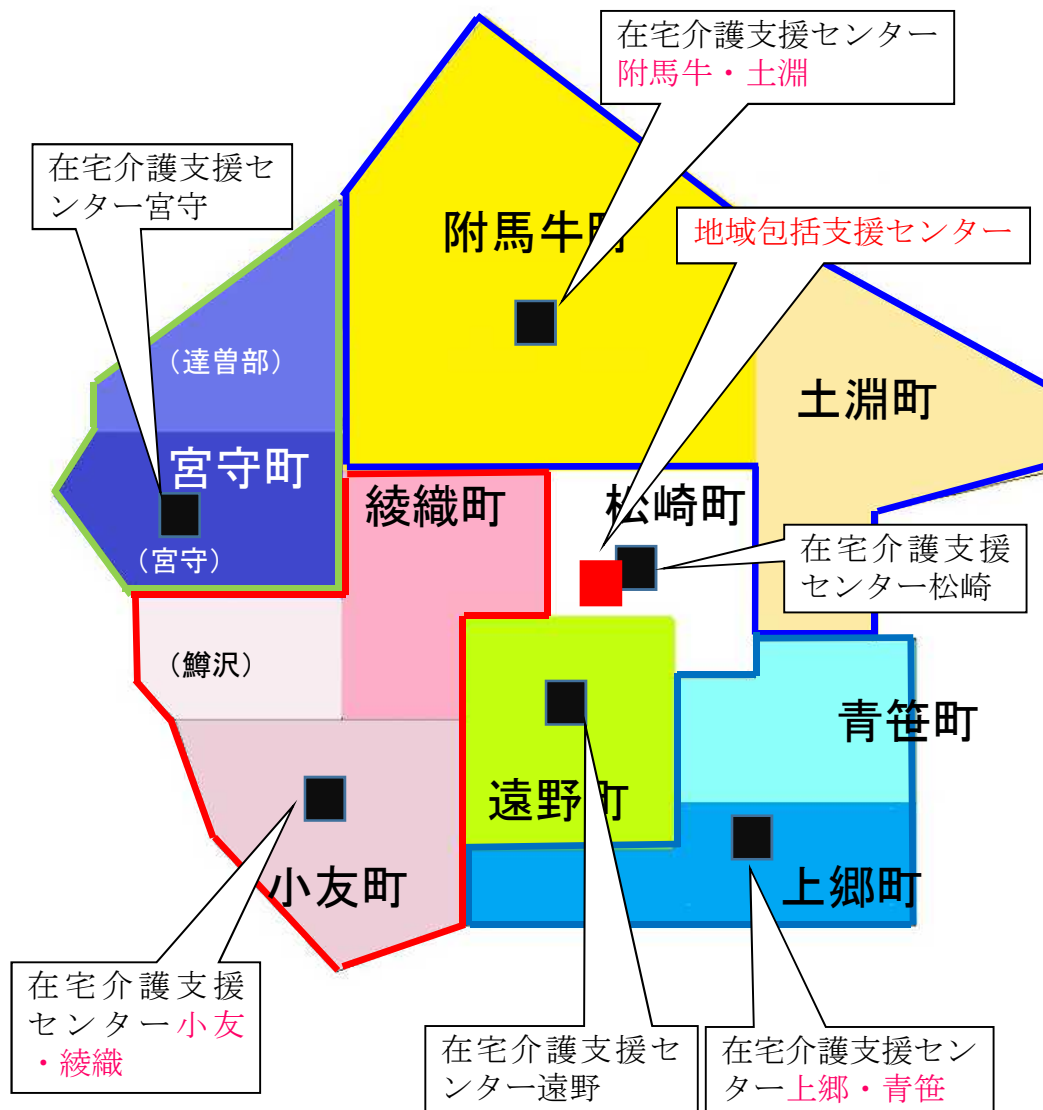 在宅介護支援センター
附馬牛・土淵
在宅介護支援セ
ンター宮守
附馬牛町
地域包括支援センター
（達曽部）
土淵町
宮守町
綾織町
松崎町
（宮守）
在宅介護支援
センター松崎
（鱒沢）
青笹町
遠野町
小友町
上郷町
在宅介護支援
センター小友
・綾織
在宅介護支援セ
ンター遠野
在宅介護支援セン
ター上郷・青笹